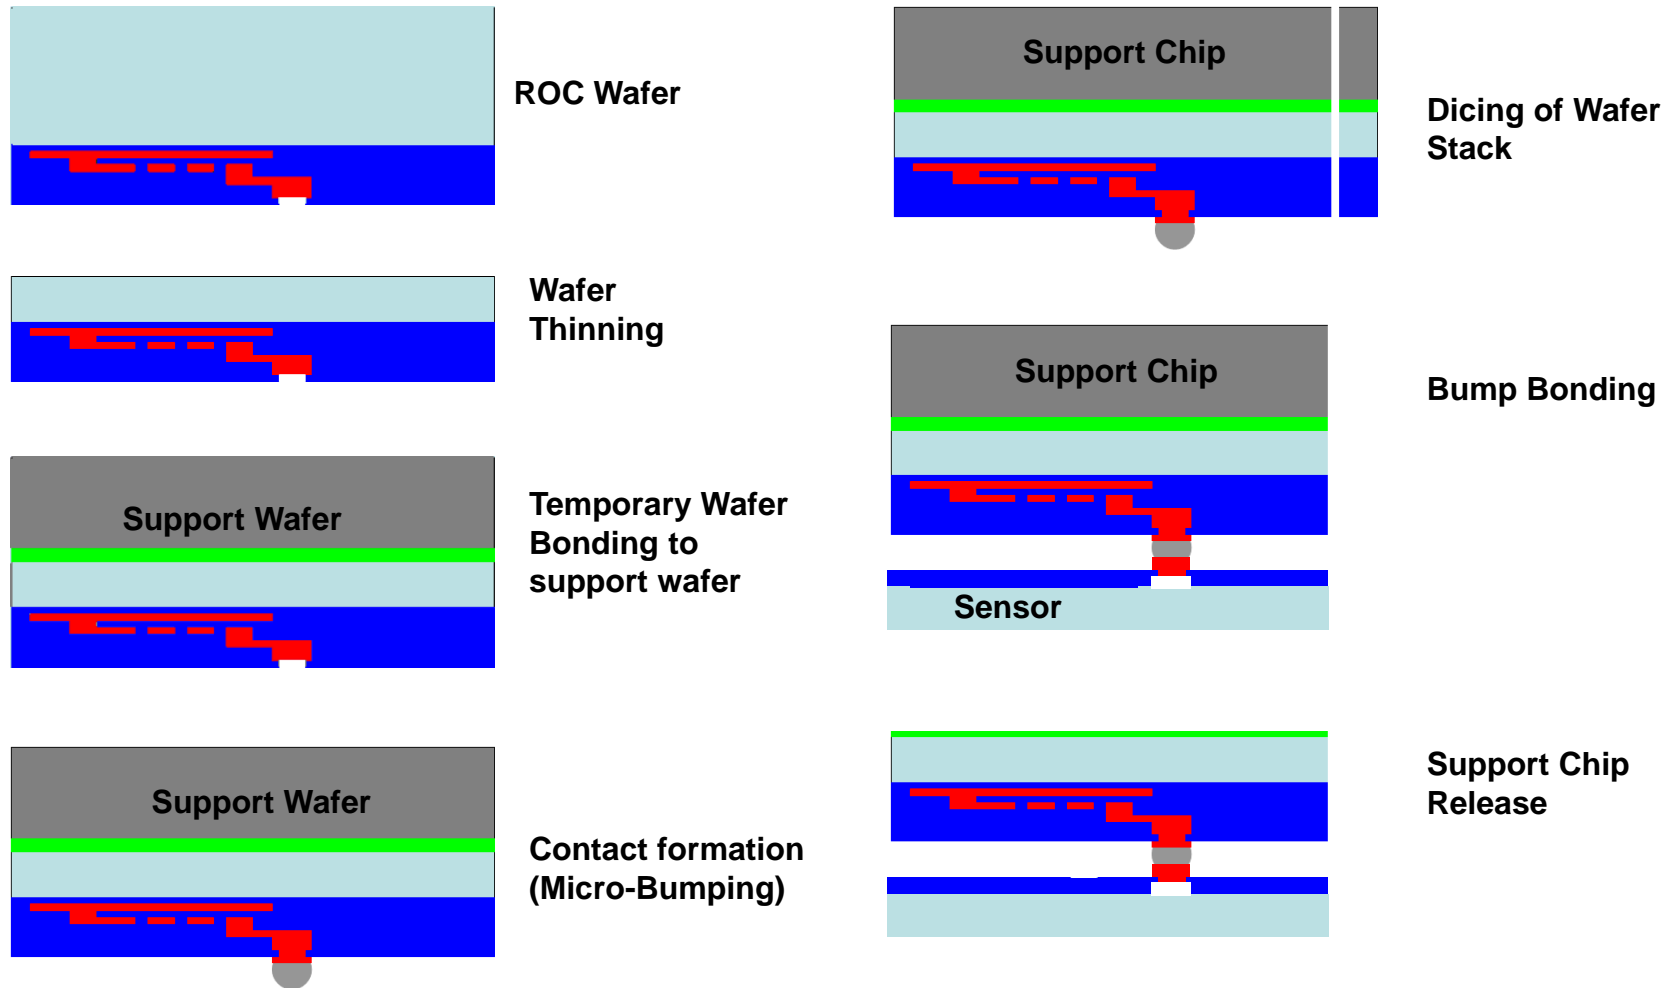 ROC Wafer
Wafer
Thinning
Support Wafer
Temporary Wafer
Bonding to
support wafer
Support Wafer
Contact formation
(Micro-Bumping)
Support Chip
Dicing of Wafer
Stack
Support Chip
Bump Bonding
Sensor
Support Chip
Release